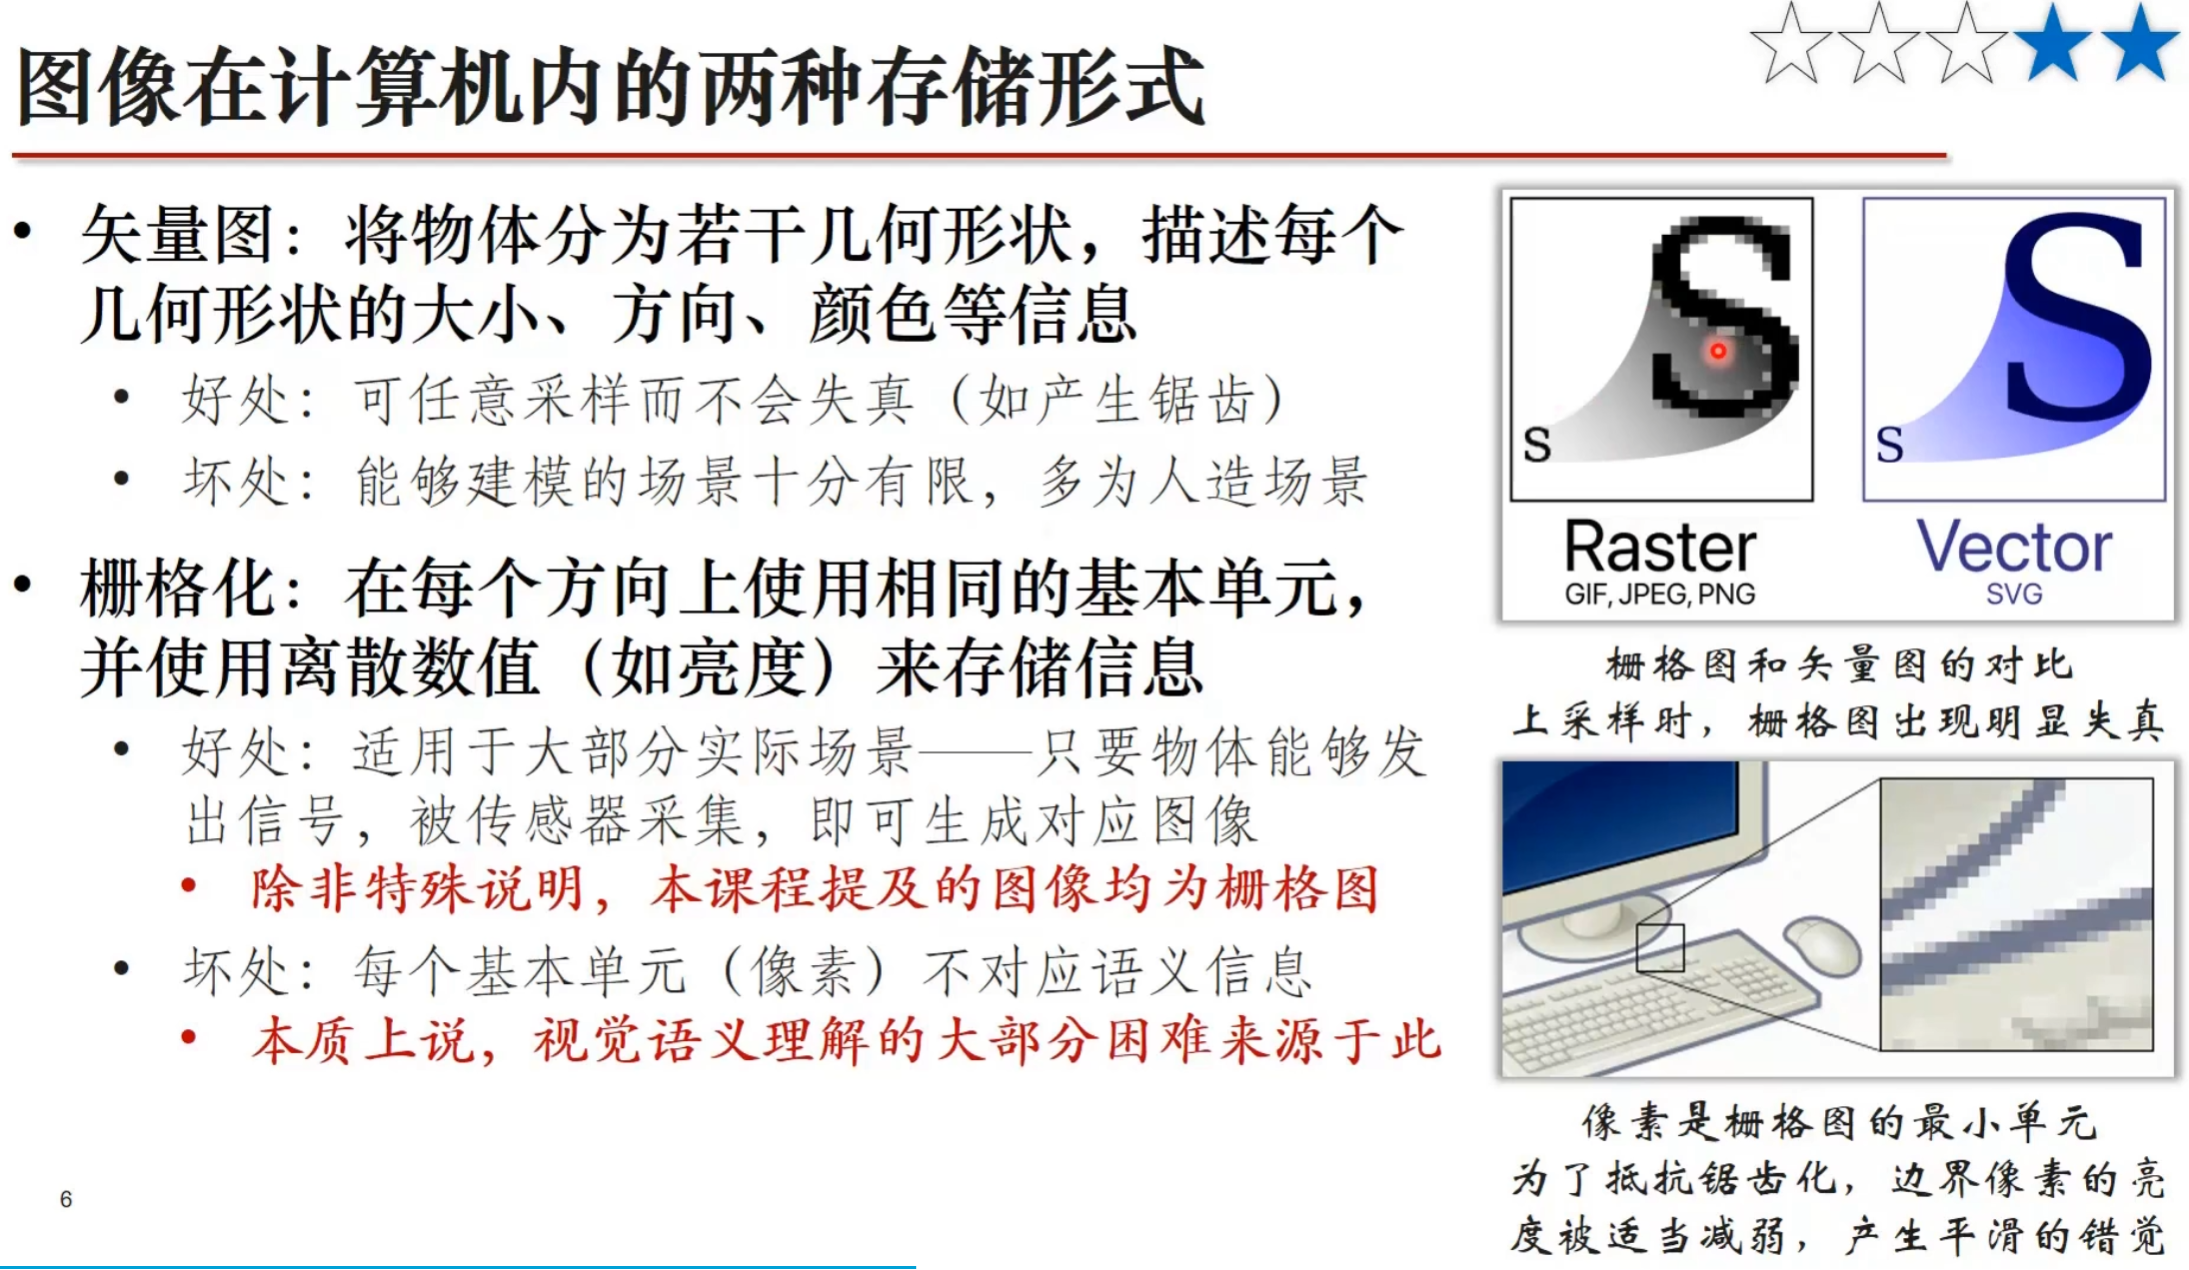 图像在计算机内的两种存储形式
• 矢量图：将物体分为若干几何形状，描述每个
几何形状的大小、方向、颜色等信息
• 好处：可任意采样而不会失真（如产生锯齿）
• 坏处：能够建模的场景十分有限，多为人造场景
• 栅格化：在每个方向上使用相同的基本单元，
并使用离散数值（如亮度）来存储信息
• 好处：适用于大部分实际场景——只要物体能够发
出信号，被传感器采集，即可生成对应图像
• 除非特殊说明，本课程提及的图像均为栅格图
• 坏处：每个基本单元（像素）不对应语义信息
• 本质上说，视觉语义理解的大部分困难来源于此
S
S
Raster
GIF, JPEG, PNG
S
S
Vector
SVG
栅格图和矢量图的对比
上采样时，栅格图出现明显失真
像素是栅格图的最小单元
为了抵抗锯齿化，边界像素的亮
度被适当减弱，产生平滑的错觉
6